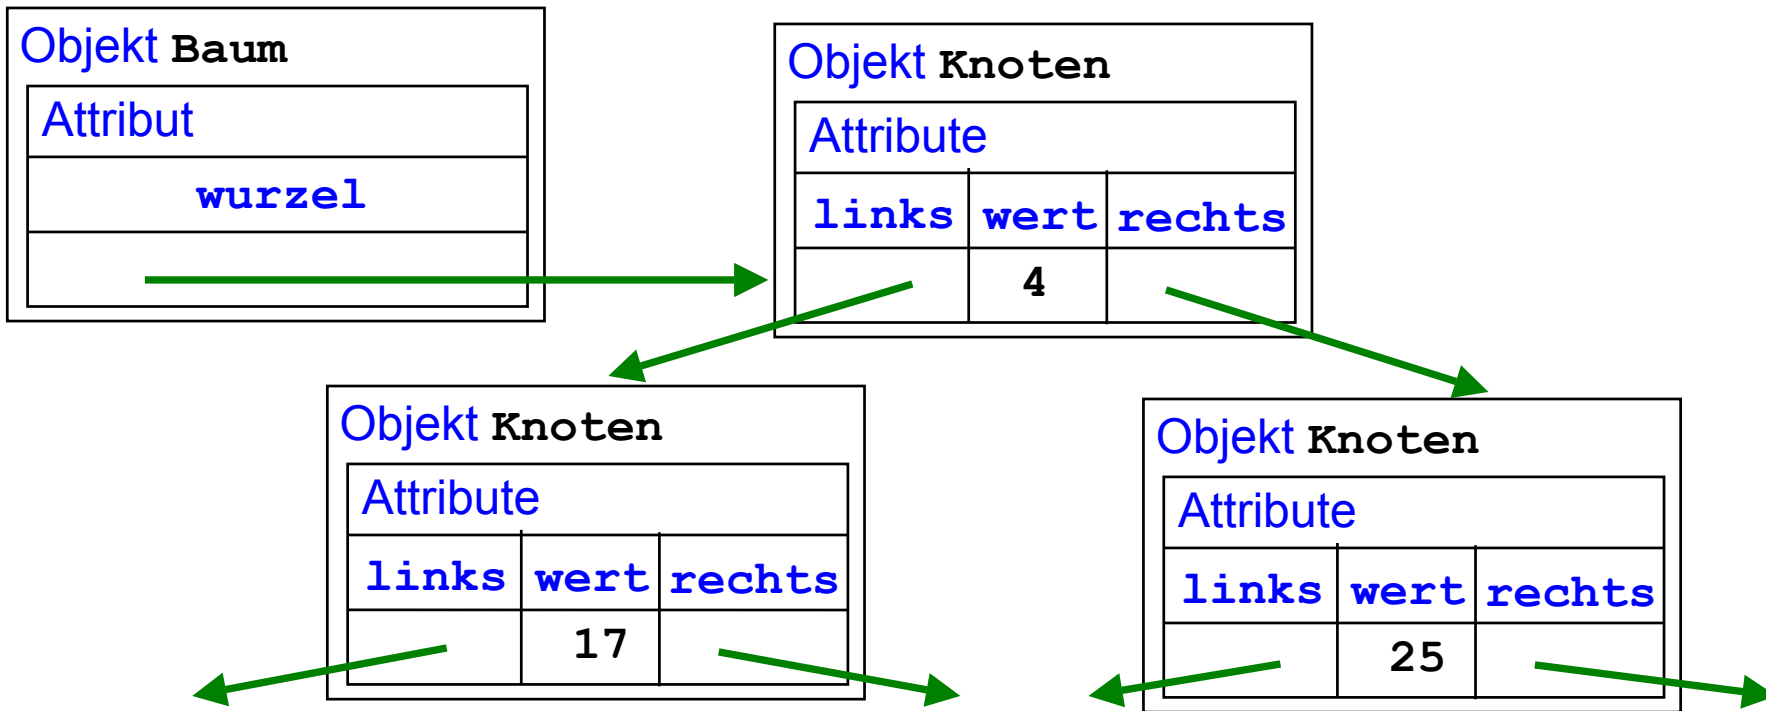 Objekt Baum
Attribut
wurzel
Objekt Knoten
Attribute
links wert rechts
4
Objekt Knoten
Attribute
links wert rechts
17
Objekt Knoten
Attribute
links wert rechts
25